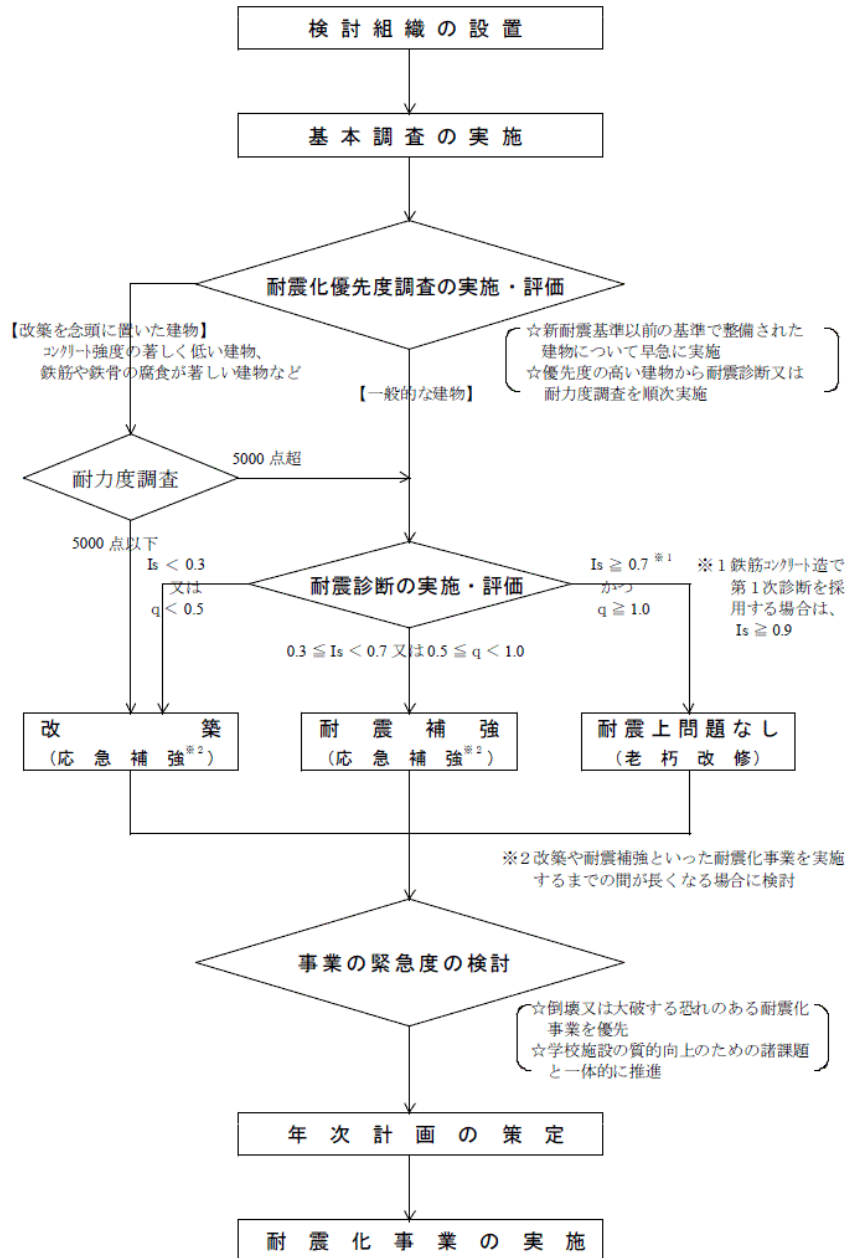 検討組織の設置
基本調査の実施
耐震化優先度調査の実施・評価
【改築を念頭に置いた建物】
コンクリート強度の著しく低い建物、
鉄筋や鉄骨の腐食が著しい建物など
☆新耐震基準以前の基準で整備された
建物について早急に実施
☆優先度の高い建物から耐震診断又は
耐力度調査を順次実施
【一般的な建物】
耐力度調査
5000 点超
5000 点以下
Is < 0.3
又は
q < 0.5
耐震診断の実施・評価
Is ≧ 0.7 ※1
かつ
q ≧ 1.0
※1 鉄筋コンクリート造で
第1次診断を採
用する場合は、
Is ≧ 0.9
0.3 ≦ Is < 0.7 又は 0.5 ≦ q < 1.0
改築
(応急補強※2)
耐震補強
(応急補強※2)
耐震上問題なし
(老朽改修)
※2 改築や耐震補強といった耐震化事業を実施
するまでの間が長くなる場合に検討
事業の緊急度の検討
☆倒壊又は大破する恐れのある耐震化
事業を優先
☆学校施設の質的向上のための諸課題
と一体的に推進
年次計画の策定
耐震化事業の実施